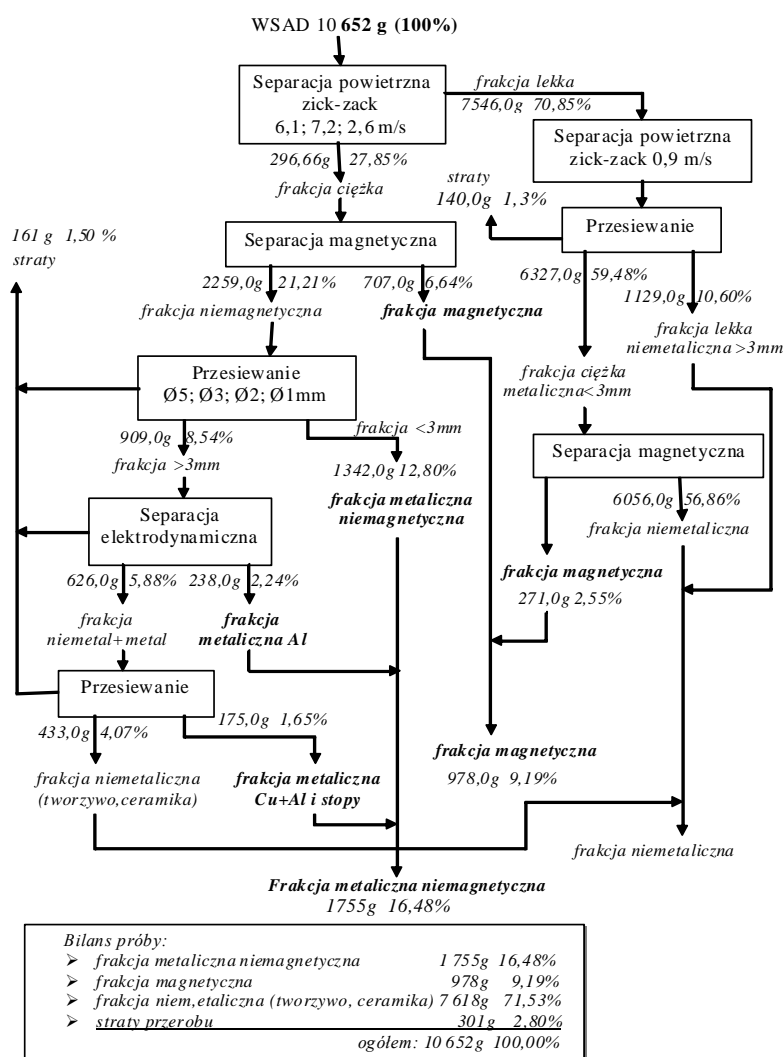 WSAD 10 652 g (100%)
Separacja powietrzna
zick-zack
6,1; 7,2; 2,6 m/s
frakcja lekka
7546,0g 70,85%
Separacja powietrzna
zick-zack 0,9 m/s
296,66g 27,85%
frakcja ciężka
straty
140,0g 1,3%
Przesiewanie
161 g 1,50 %
straty
Separacja magnetyczna
6327,0g 59,48%
2259,0g 21,21%
707,0g 6,64%
1129,0g 10,60%
frakcja niemagnetyczna
frakcja magnetyczna
frakcja lekka
niemetaliczna >3mm
Przesiewanie
Ø5; Ø3; Ø2; Ø1mm
frakcja ciężka
metaliczna<3mm
frakcja <3mm
909,0g 8,54%
frakcja >3mm
1342,0g 12,80%
Separacja magnetyczna
frakcja metaliczna
niemagnetyczna
6056,0g 56,86%
frakcja niemetaliczna
Separacja
elektrodynamiczna
frakcja magnetyczna
271,0g 2,55%
626,0g 5,88%
238,0g 2,24%
frakcja
niemetal+metal
frakcja
metaliczna Al
Przesiewanie
175,0g 1,65%
433,0g 4,07%
frakcja magnetyczna
978,0g 9,19%
frakcja niemetaliczna
(tworzywo,ceramika)
frakcja metaliczna
Cu+Al i stopy
frakcja niemetaliczna
Frakcja metaliczna niemagnetyczna
1755g 16,48%
Bilans próby:
➢ frakcja metaliczna niemagnetyczna 1 755g 16,48%
➢ frakcja magnetyczna 978g 9,19%
➢ frakcja niem,etaliczna (tworzywo, ceramika) 7 618g 71,53%
➢ straty przerobu 301g 2,80%
ogółem: 10 652g 100,00%